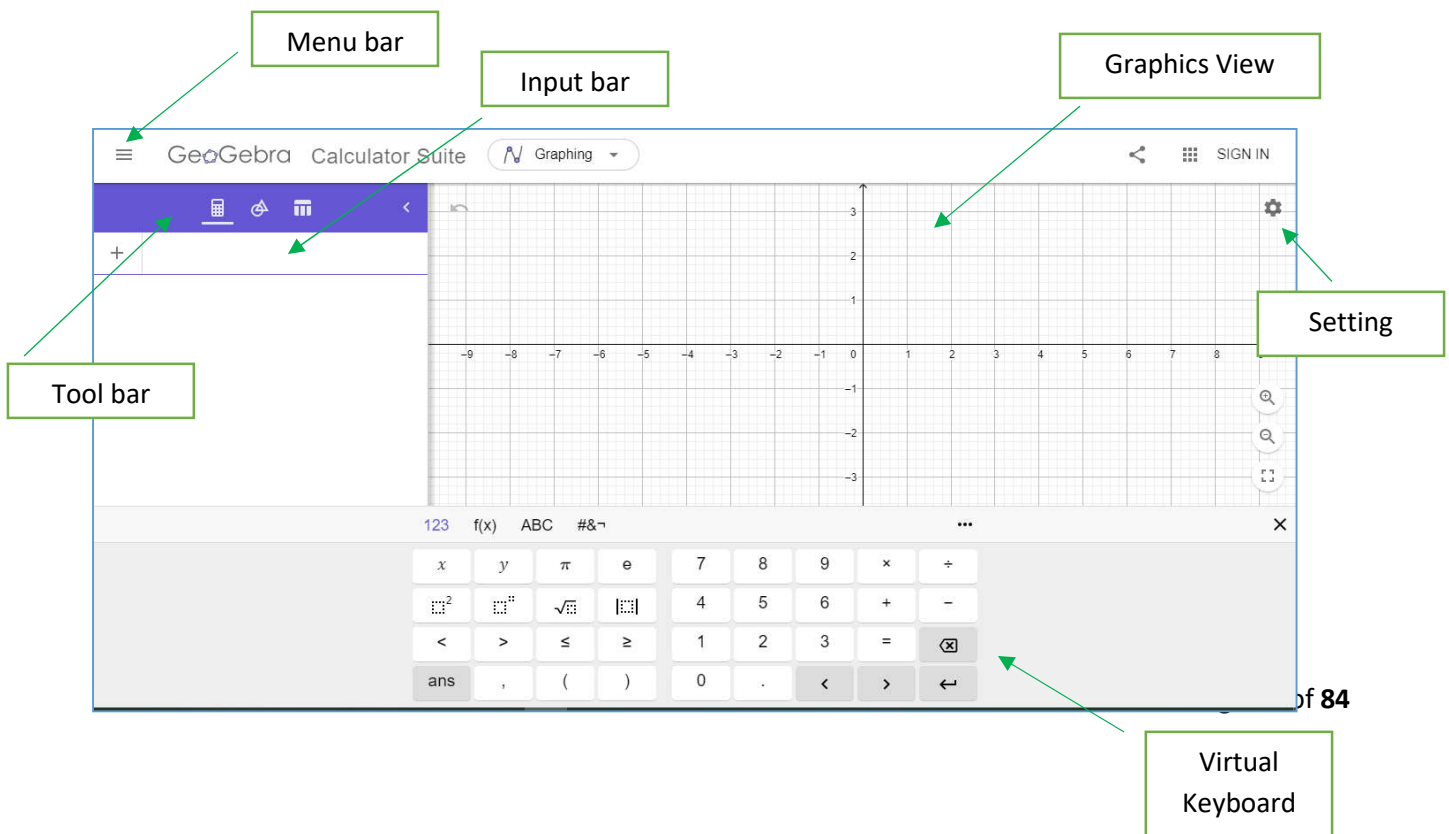 Menu bar
Input bar
Graphics View
GeoGebra Calculator Suite Graphing SIGN IN
3
2
1
−9 −8 −7 −6 −5 −4 −3 −2 −1 0 1 2 3 4 5 6 7 8
−1
−2
−3
Setting
Tool bar
123 f(x) ABC #&¬ •••
x y π e 7 8 9 × ÷
2 √ 4 5 6 + −
< > ≤ ≥ 1 2 3 =
ans , ( ) 0 . < >
of 84
Virtual
Keyboard